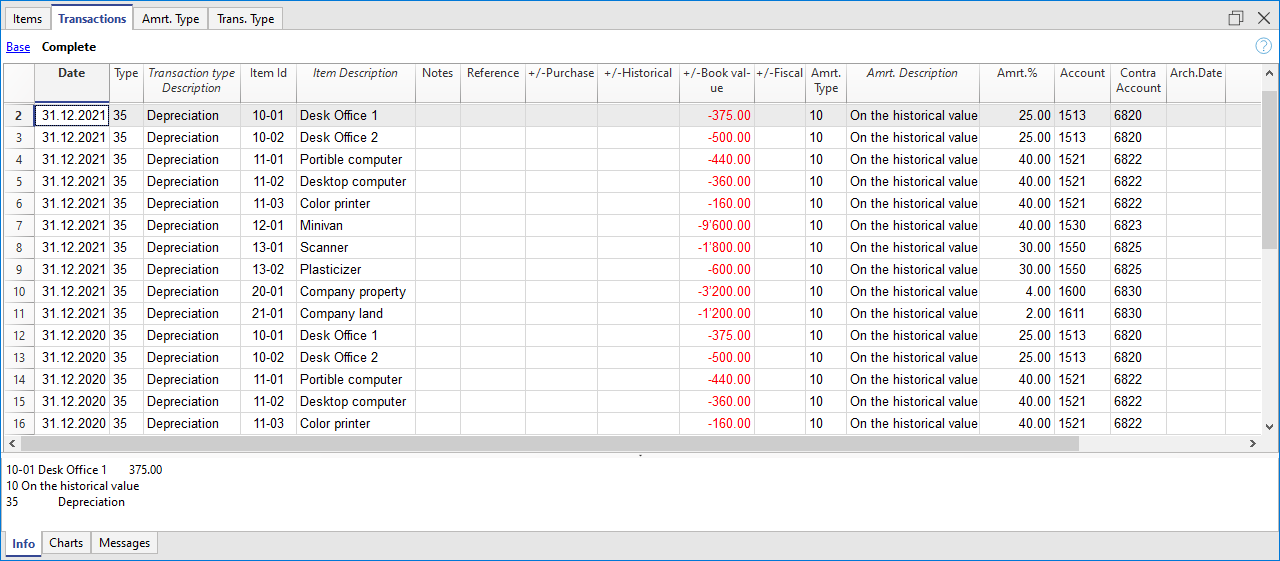 Items Transactions Amrt. Type Trans. Type
Base Complete ?
Date Type Transaction type Description Item Id Item Description Notes Reference +/-Purchase +/-Historical +/-Book val-ue +/-Fiscal Amrt. Type Amrt. Description Amrt.% Account Contra Account Arch.Date
2 31.12.2021 35 Depreciation 10-01 Desk Office 1 -375.00 10 On the historical value 25.00 1513 6820
3 31.12.2021 35 Depreciation 10-02 Desk Office 2 -500.00 10 On the historical value 25.00 1513 6820
4 31.12.2021 35 Depreciation 11-01 Portible computer -440.00 10 On the historical value 40.00 1521 6822
5 31.12.2021 35 Depreciation 11-02 Desktop computer -360.00 10 On the historical value 40.00 1521 6822
6 31.12.2021 35 Depreciation 11-03 Color printer -160.00 10 On the historical value 40.00 1521 6822
7 31.12.2021 35 Depreciation 12-01 Minivan -9'600.00 10 On the historical value 40.00 1530 6823
8 31.12.2021 35 Depreciation 13-01 Scanner -1'800.00 10 On the historical value 30.00 1550 6825
9 31.12.2021 35 Depreciation 13-02 Plasticizer -600.00 10 On the historical value 30.00 1550 6825
10 31.12.2021 35 Depreciation 20-01 Company property -3'200.00 10 On the historical value 4.00 1600 6830
11 31.12.2021 35 Depreciation 21-01 Company land -1'200.00 10 On the historical value 2.00 1611 6830
12 31.12.2020 35 Depreciation 10-01 Desk Office 1 -375.00 10 On the historical value 25.00 1513 6820
13 31.12.2020 35 Depreciation 10-02 Desk Office 2 -500.00 10 On the historical value 25.00 1513 6820
14 31.12.2020 35 Depreciation 11-01 Portible computer -440.00 10 On the historical value 40.00 1521 6822
15 31.12.2020 35 Depreciation 11-02 Desktop computer -360.00 10 On the historical value 40.00 1521 6822
16 31.12.2020 35 Depreciation 11-03 Color printer -160.00 10 On the historical value 40.00 1521 6822
10-01 Desk Office 1 375.00
10 On the historical value
35 Depreciation
Info Charts Messages